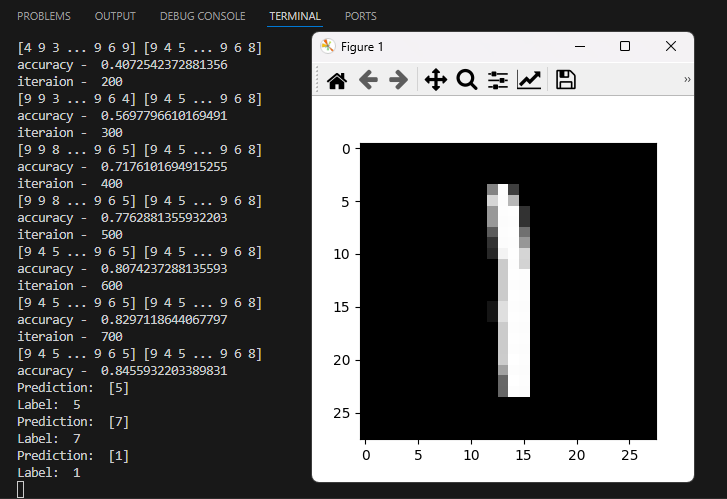 PROBLEMS OUTPUT DEBUG CONSOLE TERMINAL PORTS
[4 9 3 ... 9 6 9] [9 4 5 ... 9 6 8]
accuracy -  0.4072542372881356
iteraion -  200
[9 9 3 ... 9 6 4] [9 4 5 ... 9 6 8]
accuracy -  0.5697796610169491
iteraion -  300
[9 9 8 ... 9 6 5] [9 4 5 ... 9 6 8]
accuracy -  0.7176101694915255
iteraion -  400
[9 9 8 ... 9 6 5] [9 4 5 ... 9 6 8]
accuracy -  0.7762881355932203
iteraion -  500
[9 4 5 ... 9 6 5] [9 4 5 ... 9 6 8]
accuracy -  0.8074237288135593
iteraion -  600
[9 4 5 ... 9 6 5] [9 4 5 ... 9 6 8]
accuracy -  0.8297118644067797
iteraion -  700
[9 4 5 ... 9 6 5] [9 4 5 ... 9 6 8]
accuracy -  0.8455932203389831
Prediction:  [5]
Label:  5
Prediction:  [7]
Label:  7
Prediction:  [1]
Label:  1
Figure 1
0
5
10
15
20
25
0 5 10 15 20 25